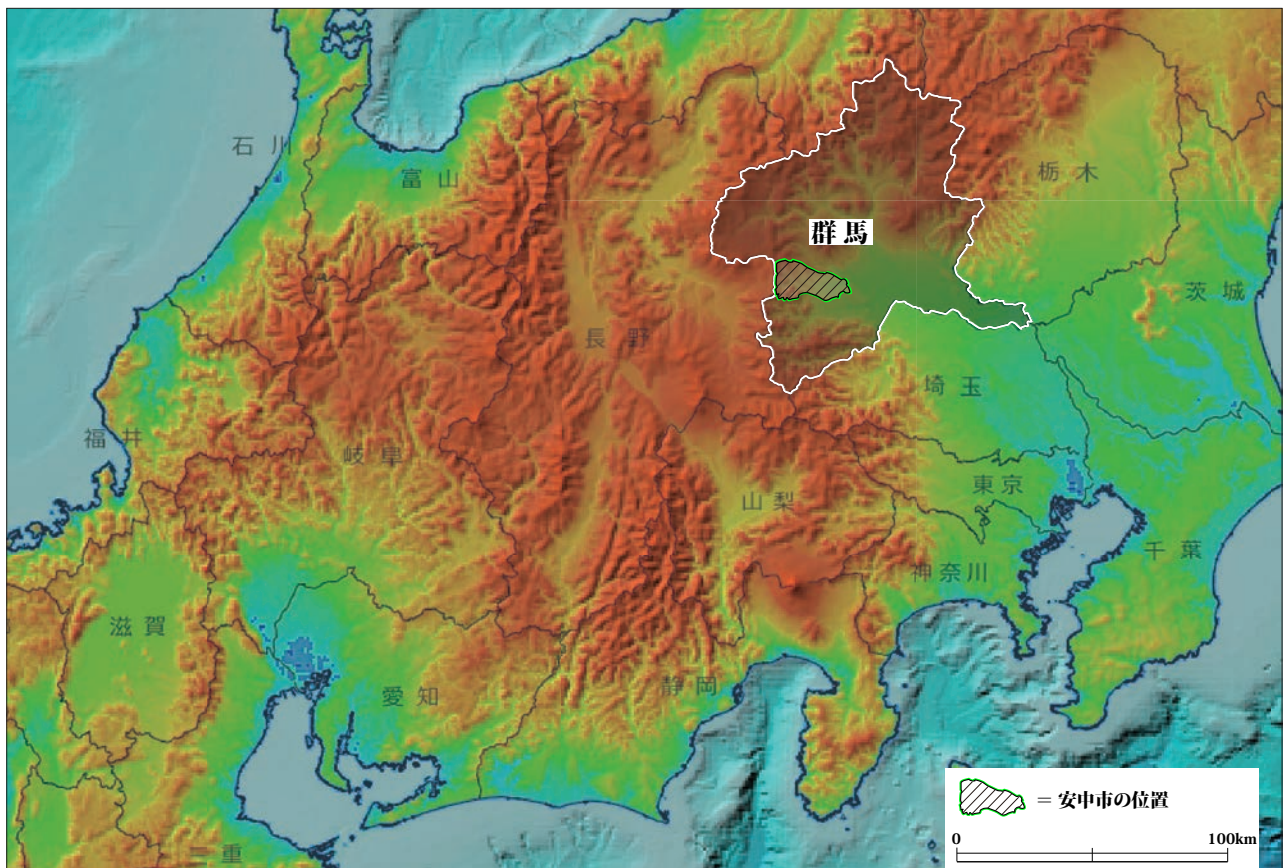 石川
富山
栃木
群馬
茨城
長野
埼玉
福井
岐阜
山梨
東京
千葉
神奈川
滋賀
愛知
静岡
三重
= 安中市の位置
0
100km